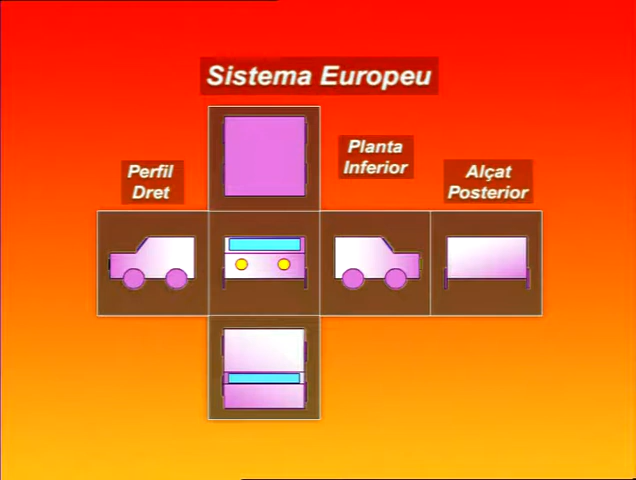 Sistema Europeu
Planta
Inferior
Perfil
Dret
Alçat
Posterior